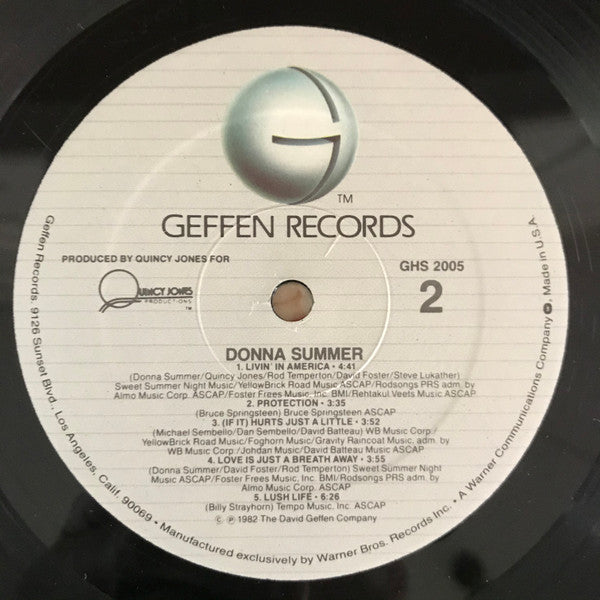 TM
GEFFEN RECORDS
PRODUCED BY QUINCY JONES FOR
QUINCY JONES
PRODUCTIONS
TM
GHS 2005
2
DONNA SUMMER
1. LIVIN' IN AMERICA • 4:41
(Donna Summer/Quincy Jones/Rod Temperton/David Foster/Steve Lukather)
Sweet Summer Night Music/YellowBrick Road Music ASCAP/Rodsongs PRS adm. by
Almo Music Corp. ASCAP/Foster Frees Music, Inc. BMI/Rehtakul Veets Music ASCAP
2. PROTECTION • 3:35
(Bruce Springsteen) Bruce Springsteen ASCAP
3. (IF IT) HURTS JUST A LITTLE • 3:52
(Michael Sembello/Dan Sembello/David Batteau) WB Music Corp./
YellowBrick Road Music/Foghorn Music/Gravity Raincoat Music. adm. by
WB Music Corp./Johdan Music/David Batteau Music ASCAP
4. LOVE IS JUST A BREATH AWAY • 3:55
(Donna Summer/David Foster/Rod Temperton) Sweet Summer Night
Music ASCAP/Foster Frees Music, Inc. BMI/Rodsongs PRS adm. by
Almo Music Corp. ASCAP
5. LUSH LIFE • 6:26
(Billy Strayhorn) Tempo Music, Inc. ASCAP
© ℗ 1982 The David Geffen Company
Geffen Records, 9126 Sunset Blvd., Los Angeles, Calif. 90069 • Manufactured exclusively by Warner Bros. Records Inc. • A Warner Communications Company, Made in U.S.A.